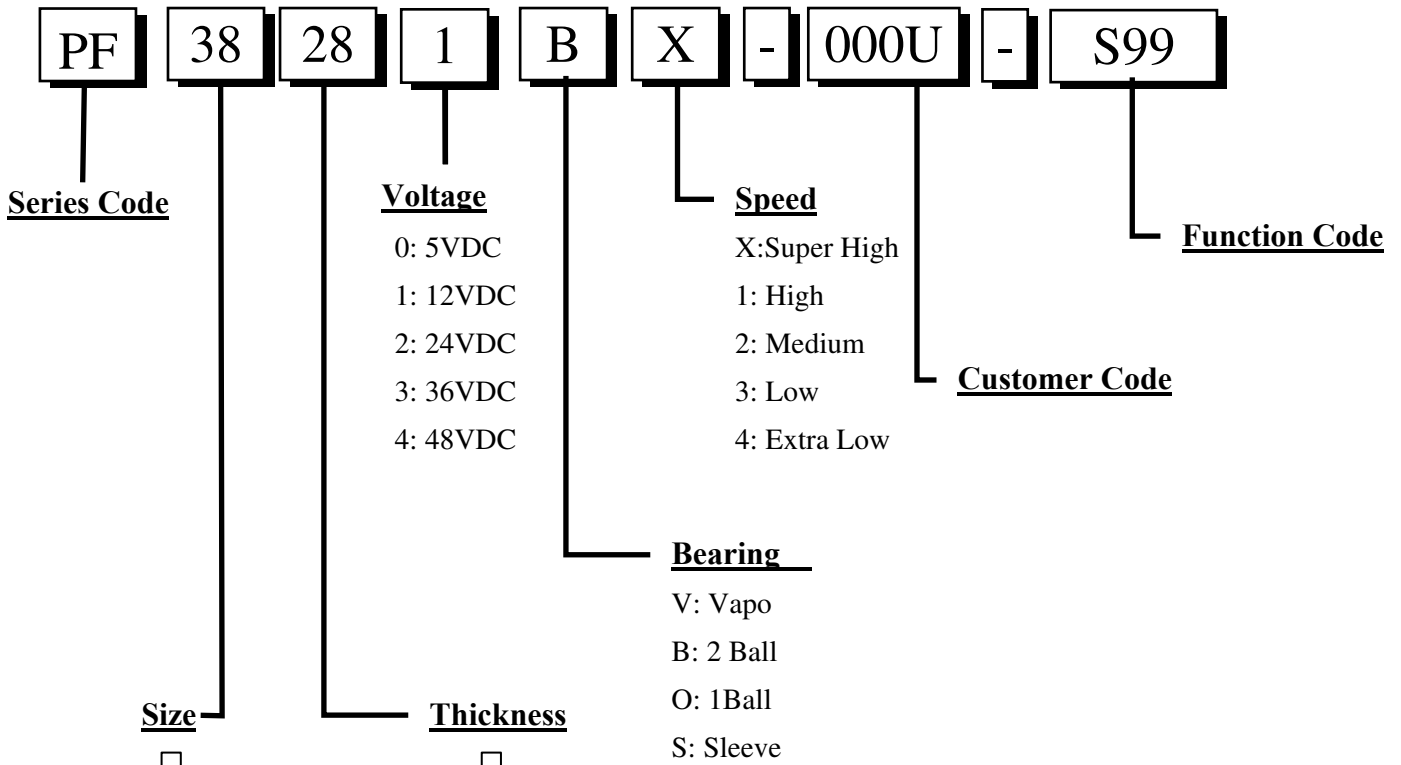 PF 38 28 1 B X - 000U - S99
Series Code
Voltage
0: 5VDC
1: 12VDC
2: 24VDC
3: 36VDC
4: 48VDC
Speed
X:Super High
1: High
2: Medium
3: Low
4: Extra Low
Function Code
Customer Code
Bearing
V: Vapo
B: 2 Ball
O: 1Ball
S: Sleeve
Size
Thickness